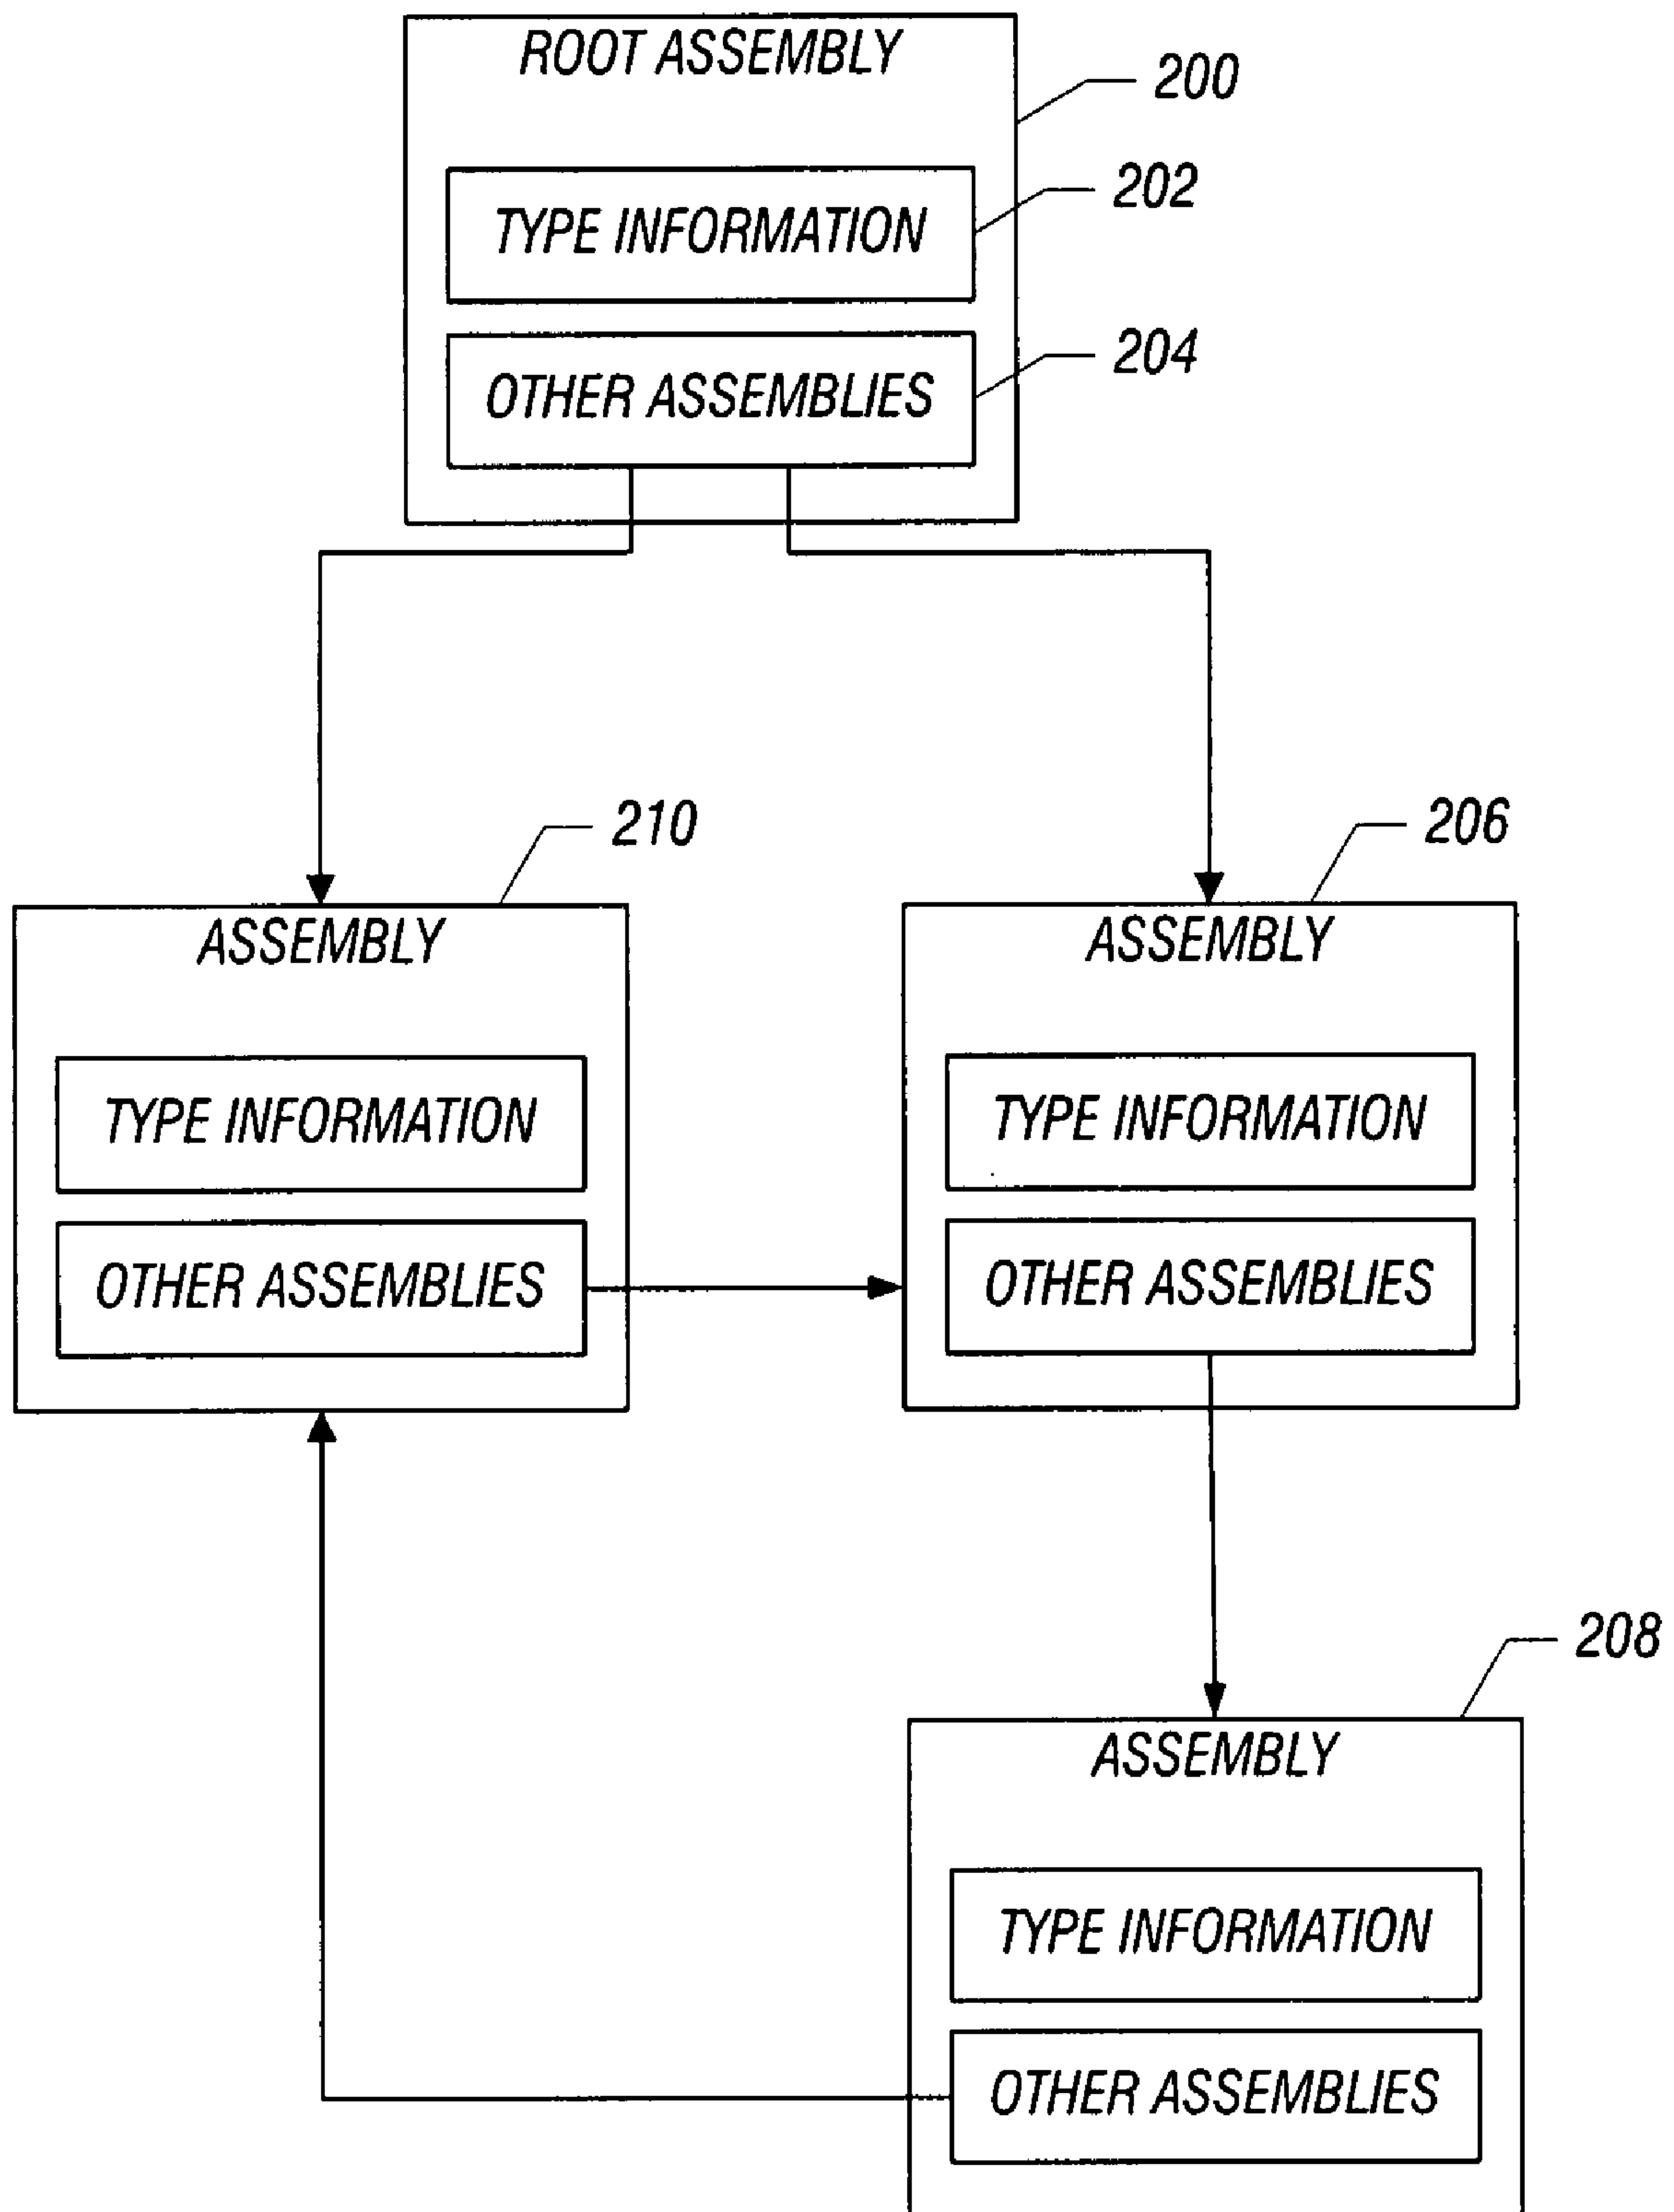 ROOT ASSEMBLY
200
TYPE INFORMATION
202
OTHER ASSEMBLIES
204
210
206
ASSEMBLY
ASSEMBLY
TYPE INFORMATION
TYPE INFORMATION
OTHER ASSEMBLIES
OTHER ASSEMBLIES
208
ASSEMBLY
TYPE INFORMATION
OTHER ASSEMBLIES